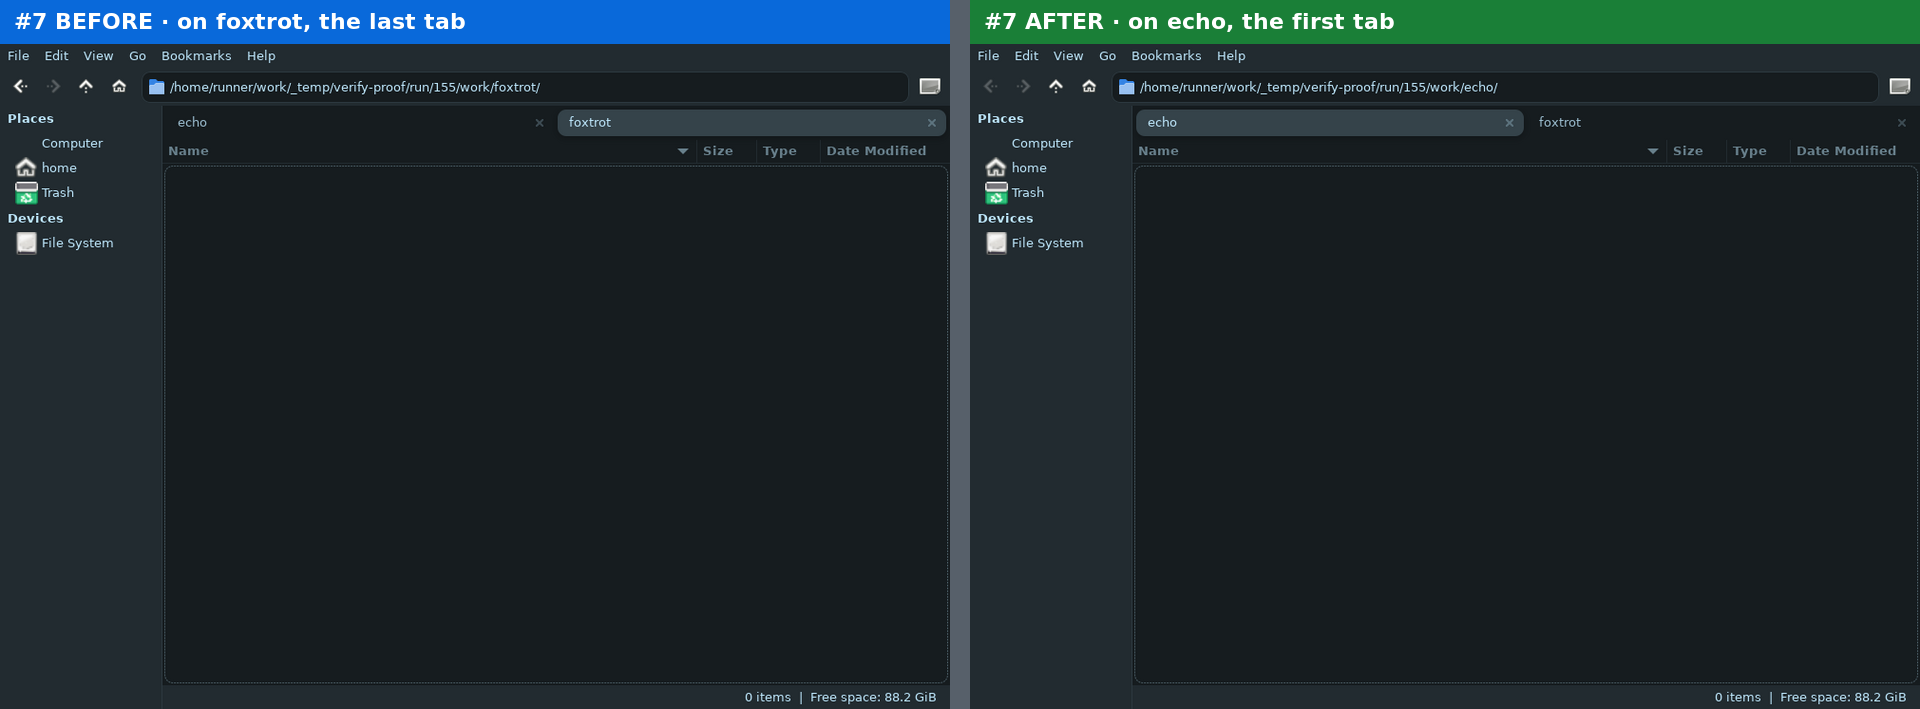 #7 BEFORE · on foxtrot, the last tab
File Edit View Go Bookmarks Help
/home/runner/work/_temp/verify-proof/run/155/work/foxtrot/
Places
Computer
home
Trash
Devices
File System
echo foxtrot
Name Size Type Date Modified
0 items | Free space: 88.2 GiB
#7 AFTER · on echo, the first tab
File Edit View Go Bookmarks Help
/home/runner/work/_temp/verify-proof/run/155/work/echo/
Places
Computer
home
Trash
Devices
File System
echo foxtrot
Name Size Type Date Modified
0 items | Free space: 88.2 GiB